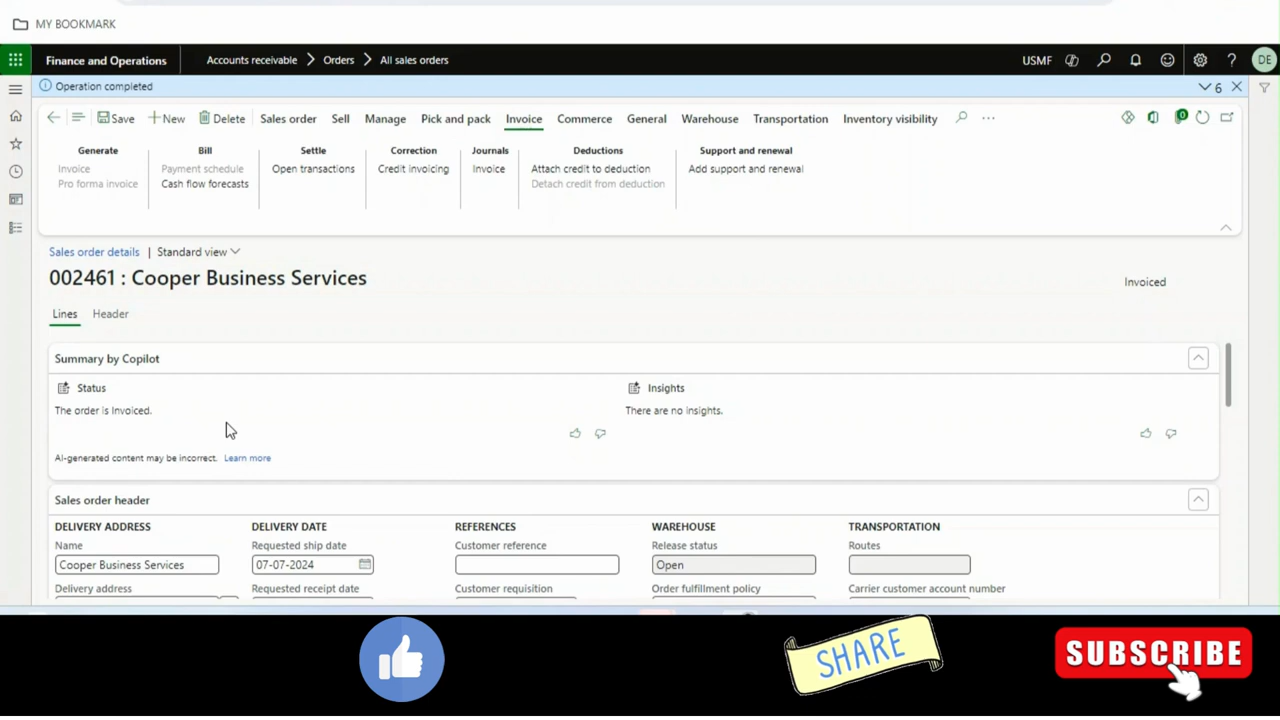 MY BOOKMARK
Finance and Operations
Accounts receivable
Orders
All sales orders
USMF
DE
Operation completed
6
Save
New
Delete
Sales order
Sell
Manage
Pick and pack
Invoice
Commerce
General
Warehouse
Transportation
Inventory visibility
0
Generate
Invoice
Pro forma invoice
Bill
Payment schedule
Cash flow forecasts
Settle
Open transactions
Correction
Credit invoicing
Journals
Invoice
Deductions
Attach credit to deduction
Detach credit from deduction
Support and renewal
Add support and renewal
Sales order details | Standard view
002461 : Cooper Business Services
Invoiced
Lines
Header
Summary by Copilot
Status
The order is Invoiced.
Insights
There are no insights.
AI-generated content may be incorrect. Learn more
Sales order header
DELIVERY ADDRESS
Name
Cooper Business Services
Delivery address
DELIVERY DATE
Requested ship date
07-07-2024
Requested receipt date
REFERENCES
Customer reference
Customer requisition
WAREHOUSE
Release status
Open
Order fulfillment policy
TRANSPORTATION
Routes
Carrier customer account number
SHARE
SUBSCRIBE